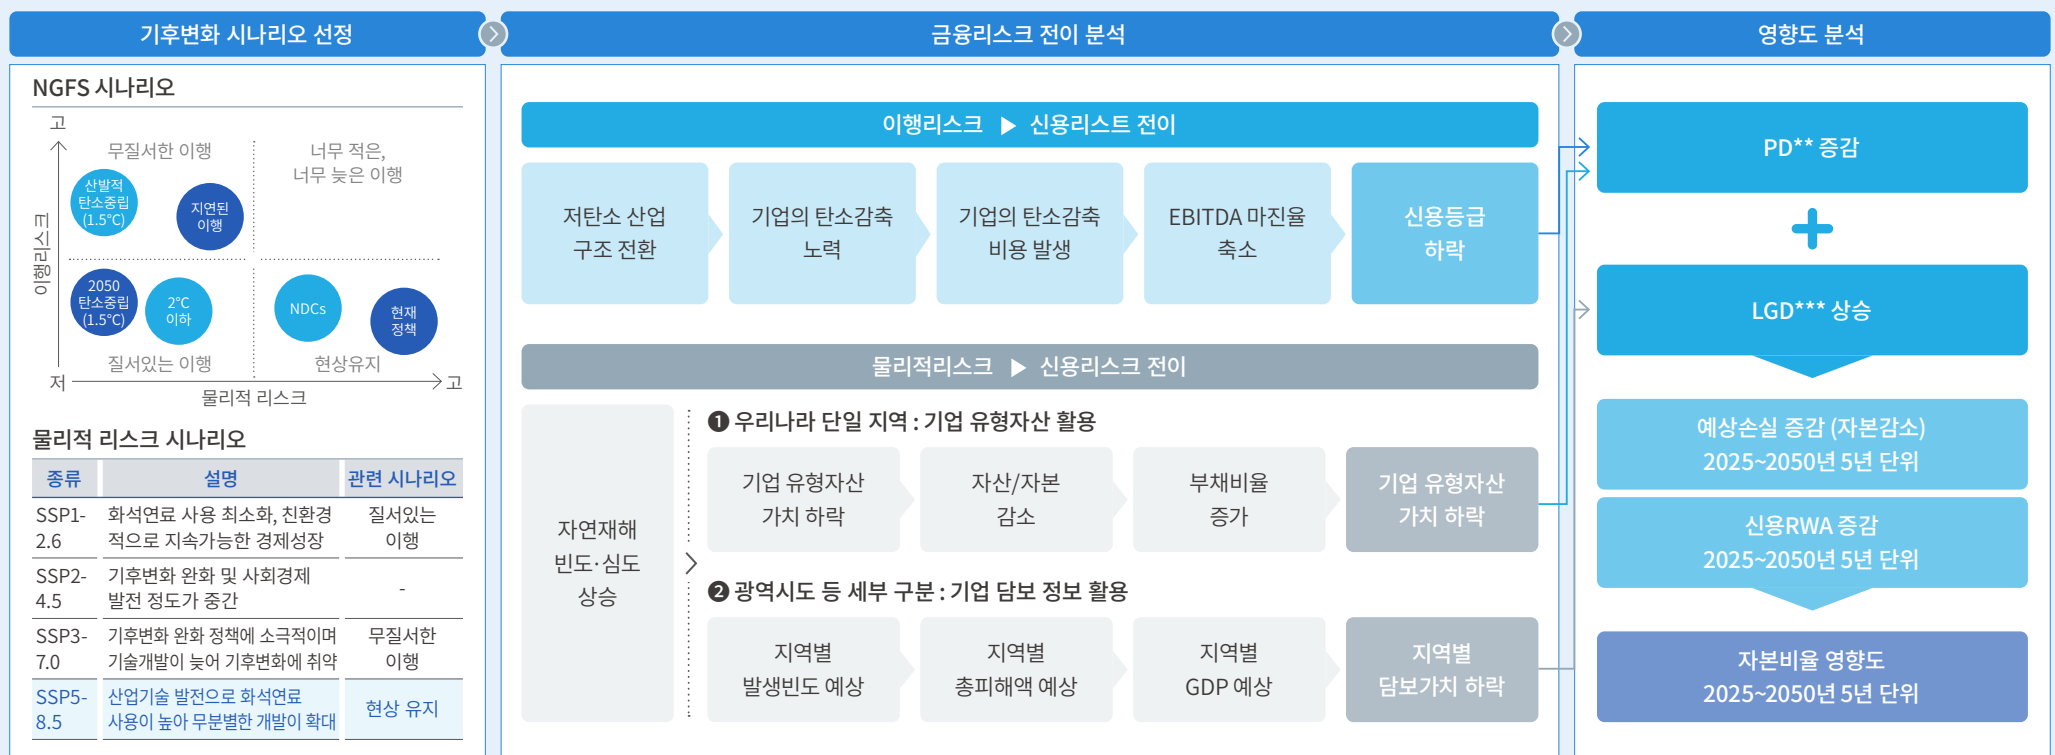 기후변화 시나리오 선정
NGFS 시나리오
고
무질서한 이행
너무 적은,
너무 늦은 이행
산발적
탄소중립
(1.5℃)
지연된
이행
이행리스크
2050
탄소중립
(1.5℃)
2℃
이하
NDCs
현재
정책
질서있는 이행
현상유지
저
고
물리적 리스크
물리적 리스크 시나리오
종류 설명 관련 시나리오
SSP1-
2.6
화석연료 사용 최소화, 친환경
적으로 지속가능한 경제성장
질서있는
이행
SSP2-
4.5
기후변화 완화 및 사회경제
발전 정도가 중간
-
SSP3-
7.0
기후변화 완화 정책에 소극적이며
기술개발이 늦어 기후변화에 취약
무질서한
이행
SSP5-
8.5
산업기술 발전으로 화석연료
사용이 높아 무분별한 개발이 확대
현상 유지
금융리스크 전이 분석
이행리스크 ▶ 신용리스트 전이
저탄소 산업
구조 전환
기업의 탄소감축
노력
기업의 탄소감축
비용 발생
EBITDA 마진율
축소
신용등급
하락
물리적리스크 ▶ 신용리스크 전이
자연재해
빈도·심도
상승
❶ 우리나라 단일 지역 : 기업 유형자산 활용
기업 유형자산
가치 하락
자산/자본
감소
부채비율
증가
기업 유형자산
가치 하락
❷ 광역시도 등 세부 구분 : 기업 담보 정보 활용
지역별
발생빈도 예상
지역별
총피해액 예상
지역별
GDP 예상
지역별
담보가치 하락
영향도 분석
PD** 증감
+
LGD*** 상승
예상손실 증감 (자본감소)
2025~2050년 5년 단위
신용RWA 증감
2025~2050년 5년 단위
자본비율 영향도
2025~2050년 5년 단위